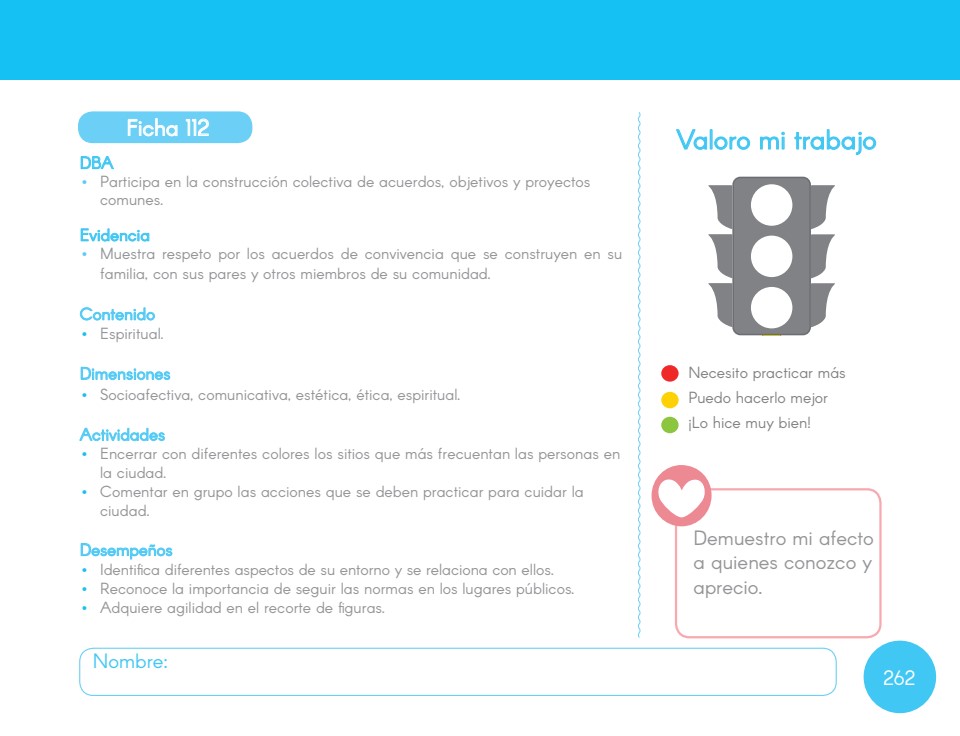 Ficha 112
DBA
• Participa en la construcción colectiva de acuerdos, objetivos y proyectos
comunes.
Evidencia
• Muestra respeto por los acuerdos de convivencia que se construyen en su
familia, con sus pares y otros miembros de su comunidad.
Contenido
• Espiritual.
Dimensiones
• Socioafectiva, comunicativa, estética, ética, espiritual.
Actividades
• Encerrar con diferentes colores los sitios que más frecuentan las personas en
la ciudad.
• Comentar en grupo las acciones que se deben practicar para cuidar la
ciudad.
Desempeños
• Identifica diferentes aspectos de su entorno y se relaciona con ellos.
• Reconoce la importancia de seguir las normas en los lugares públicos.
• Adquiere agilidad en el recorte de figuras.
Valoro mi trabajo
Necesito practicar más
Puedo hacerlo mejor
¡Lo hice muy bien!
Demuestro mi afecto
a quienes conozco y
aprecio.
Nombre:
262